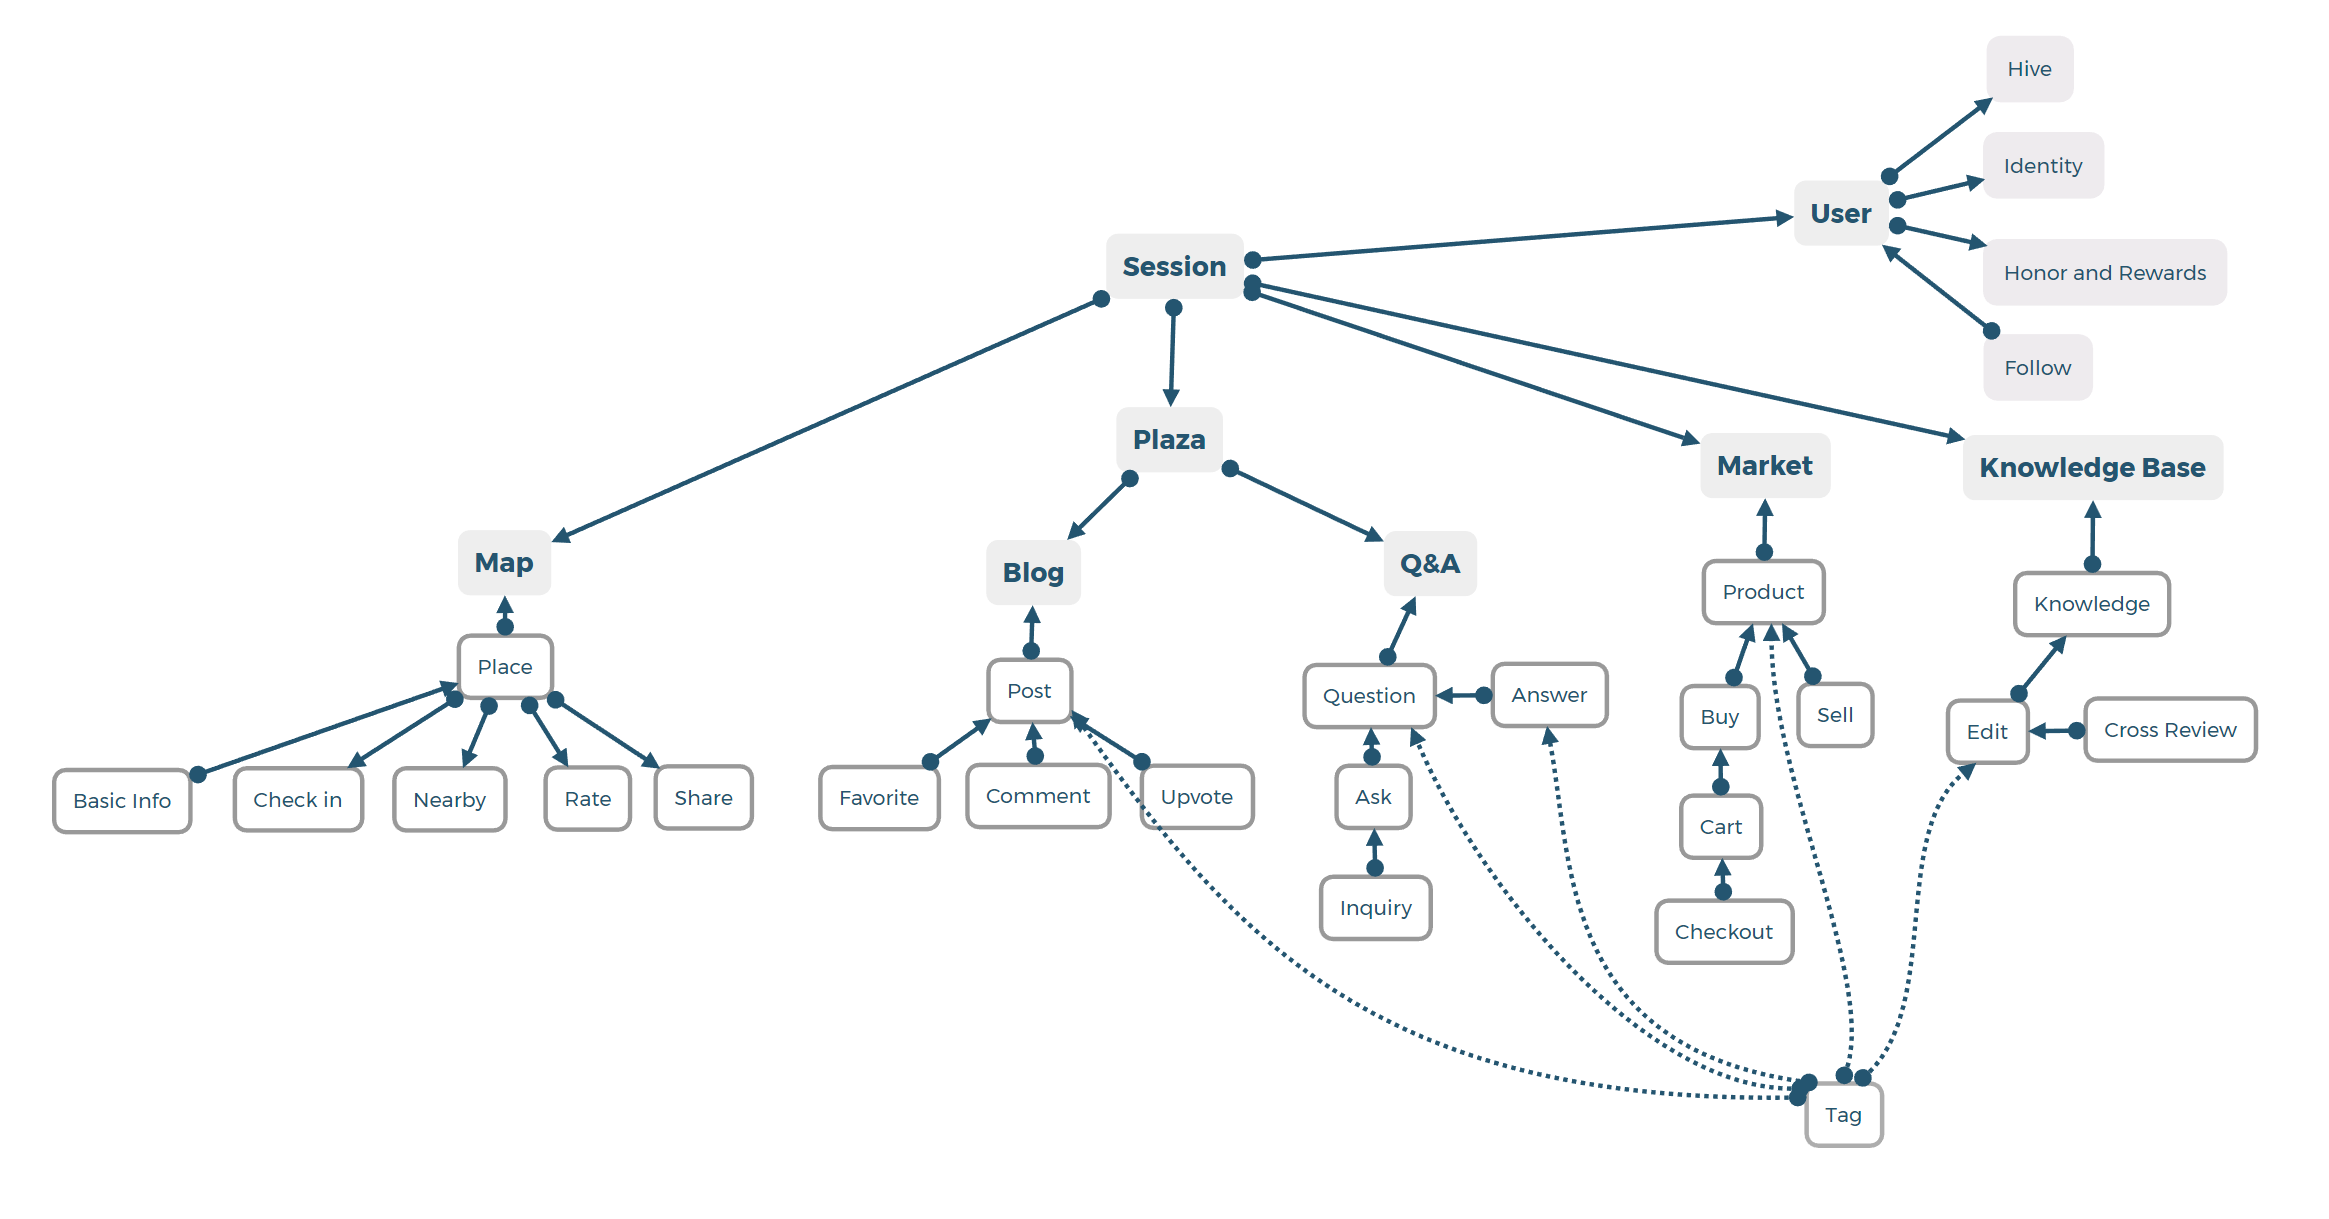 Hive
Identity
User
Session
Honor and Rewards
Follow
Plaza
Market
Knowledge Base
Map
Blog
Q&A
Product
Knowledge
Place
Post
Question
Answer
Buy
Sell
Edit
Cross Review
Basic Info
Check in
Nearby
Rate
Share
Favorite
Comment
Upvote
Ask
Cart
Inquiry
Checkout
Tag